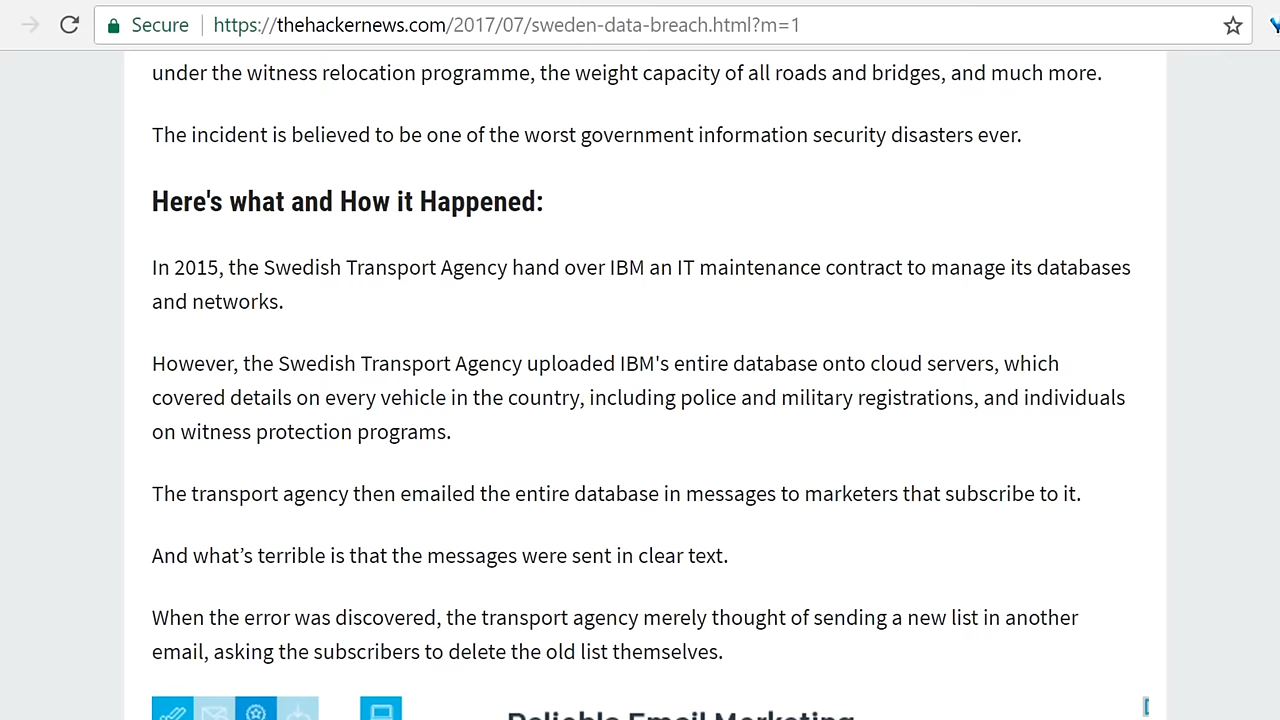 Secure
https://thehackernews.com/2017/07/sweden-data-breach.html?m=1
under the witness relocation programme, the weight capacity of all roads and bridges, and much more.
The incident is believed to be one of the worst government information security disasters ever.
Here's what and How it Happened:
In 2015, the Swedish Transport Agency hand over IBM an IT maintenance contract to manage its databases
and networks.
However, the Swedish Transport Agency uploaded IBM's entire database onto cloud servers, which
covered details on every vehicle in the country, including police and military registrations, and individuals
on witness protection programs.
The transport agency then emailed the entire database in messages to marketers that subscribe to it.
And what’s terrible is that the messages were sent in clear text.
When the error was discovered, the transport agency merely thought of sending a new list in another
email, asking the subscribers to delete the old list themselves.
Reliable Email Marketing